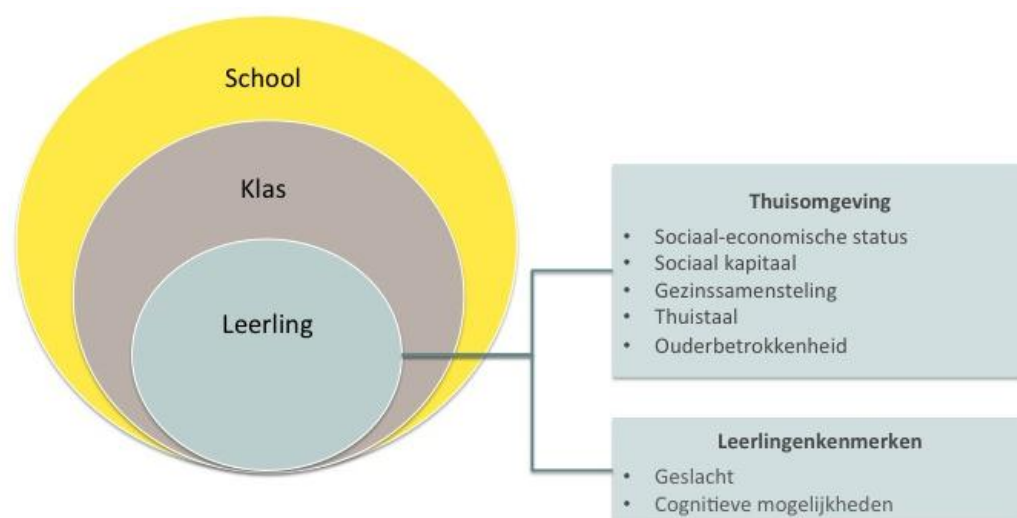 School
Klas
Leerling
Thuisomgeving
• Sociaal-economische status
• Sociaal kapitaal
• Gezinssamensteling
• Thuistaal
• Ouderbetrokkenheid
Leerlingenkenmerken
• Geslacht
• Cognitieve mogelijkheden